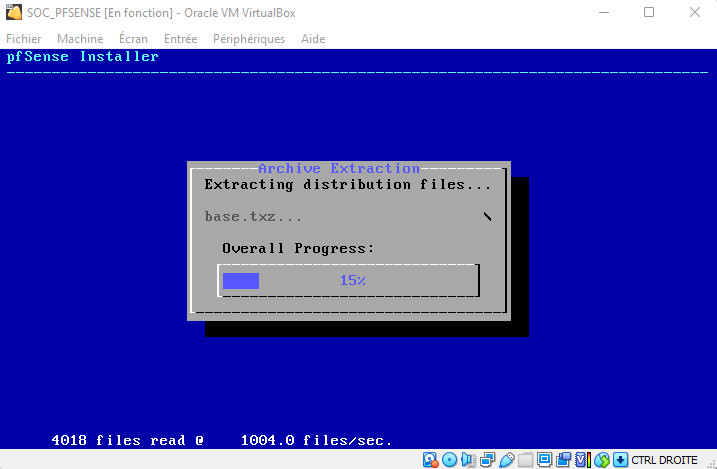 SOC_PFSENSE [En fonction] - Oracle VM VirtualBox
Fichier Machine Écran Entrée Périphériques Aide
pfSense Installer
Archive Extraction
Extracting distribution files...
base.txz... \
Overall Progress:
15%
4018 files read @ 1004.0 files/sec.
CTRL DROITE